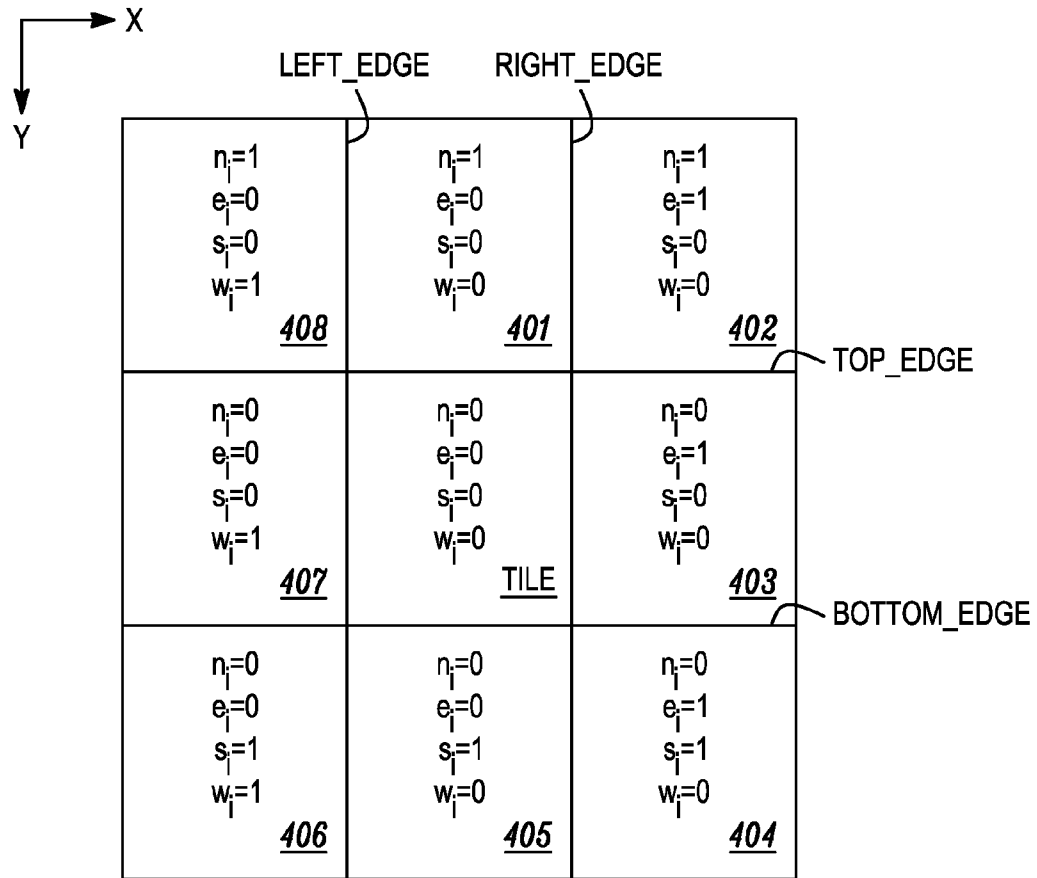 X
Y
LEFT_EDGE
RIGHT_EDGE
n_i=1
e_i=0
s_i=0
w_i=1
408
n_i=1
e_i=0
s_i=0
w_i=0
401
n_i=1
e_i=1
s_i=0
w_i=0
402
TOP_EDGE
n_i=0
e_i=0
s_i=0
w_i=1
407
n_i=0
e_i=0
s_i=0
w_i=0
TILE
n_i=0
e_i=1
s_i=0
w_i=0
403
BOTTOM_EDGE
n_i=0
e_i=0
s_i=1
w_i=1
406
n_i=0
e_i=0
s_i=1
w_i=0
405
n_i=0
e_i=1
s_i=1
w_i=0
404